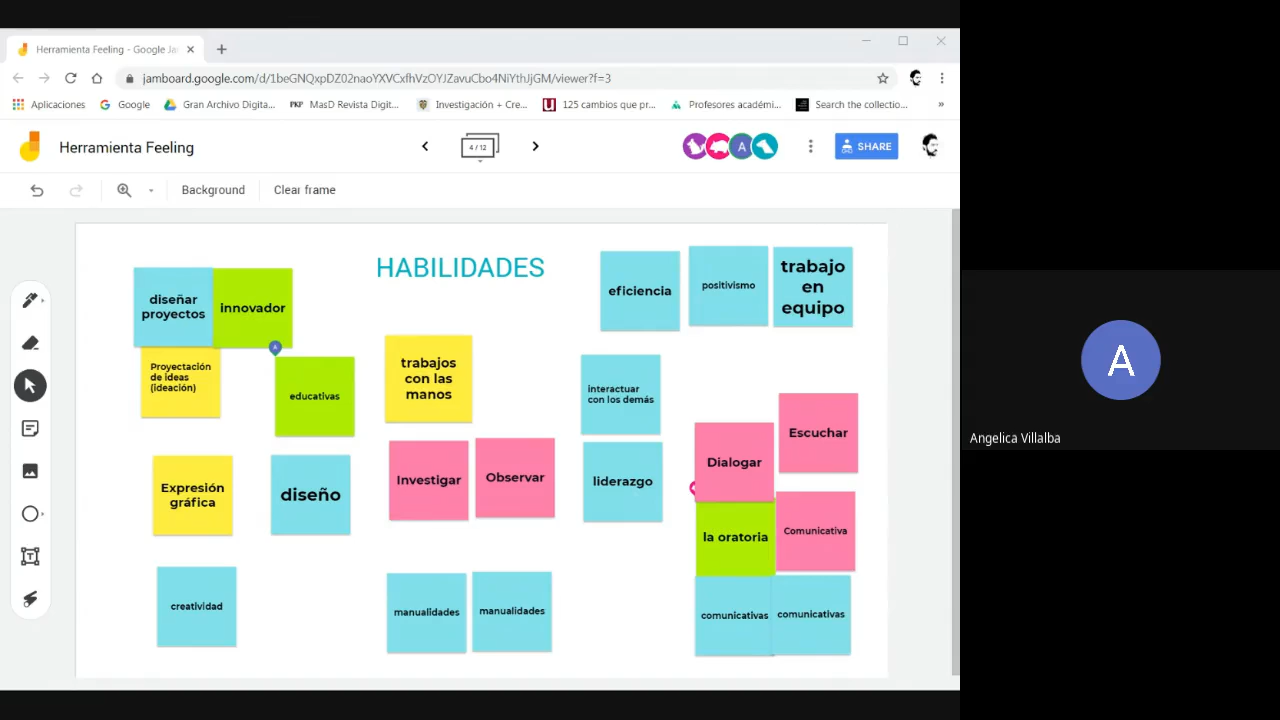 Herramienta Feeling - Google Ja
jamboard.google.com/d/1beGNQxpDZ02naoYXVCxfhVzOYJZavuCbo4NiYthJjGM/viewer?f=3
Aplicaciones
Google
Gran Archivo Digita...
PKP MasD Revista Digit...
Investigación + Cre...
U 125 cambios que pr...
Profesores académi...
Search the collectio...
»
Herramienta Feeling
4 / 12
A
SHARE
Background
Clear frame
HABILIDADES
diseñar
proyectos
innovador
Proyectación
de ideas
(ideación)
educativas
Expresión
gráfica
diseño
creatividad
trabajos
con las
manos
Investigar
Observar
manualidades
manualidades
eficiencia
positivismo
trabajo
en
equipo
interactuar
con los demás
liderazgo
Escuchar
Dialogar
la oratoria
Comunicativa
comunicativas
comunicativas
A
Angelica Villalba